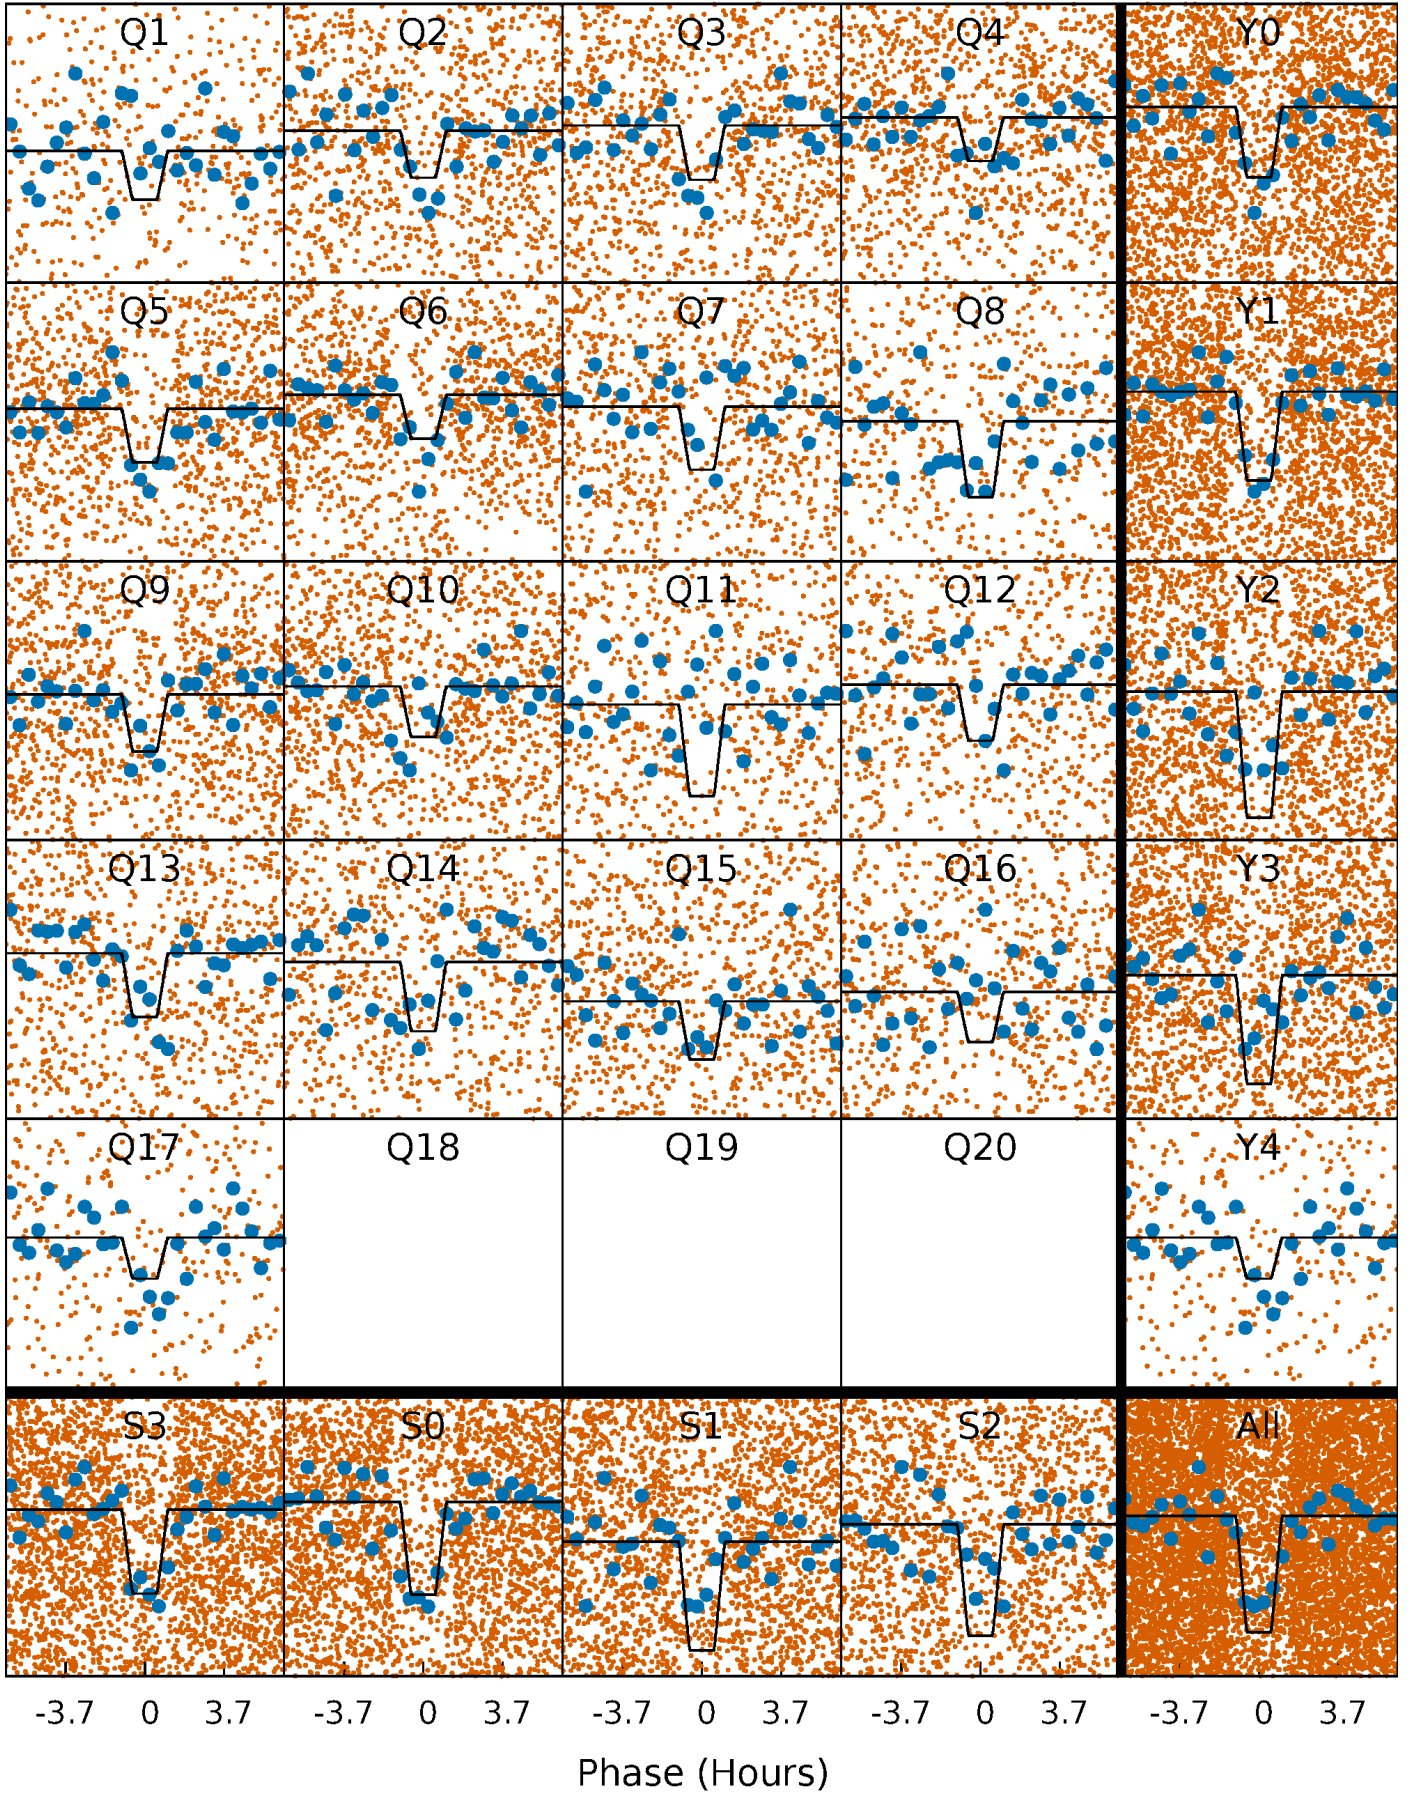 Q1 Q2 Q3 Q4 Y0
Q5 Q6 Q7 Q8 Y1
Q9 Q10 Q11 Q12 Y2
Q13 Q14 Q15 Q16 Y3
Q17 Q18 Q19 Q20 Y4
S3 S0 S1 S2 All
-3.7 0 3.7 -3.7 0 3.7 -3.7 0 3.7 -3.7 0 3.7 -3.7 0 3.7
Phase (Hours)